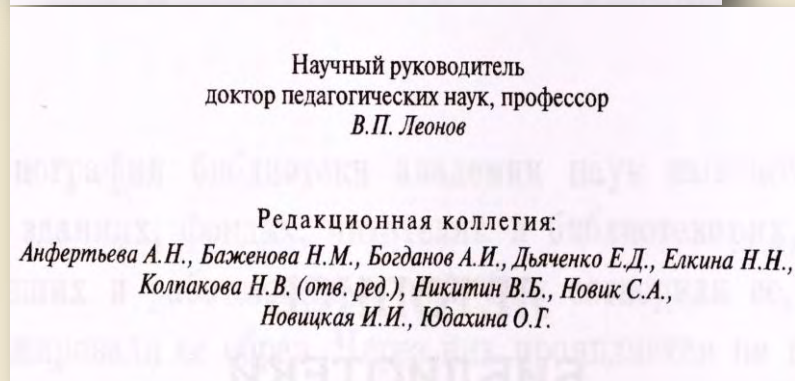 Научный руководитель
доктор педагогических наук, профессор
В.П. Леонов
Редакционная коллегия:
Анфертьева А.Н., Баженова Н.М., Богданов А.И., Дьяченко Е.Д., Елкина Н.Н.,
Колпакова Н.В. (отв. ред.), Никитин В.Б., Новик С.А.,
Новицкая И.И., Юдахина О.Г.